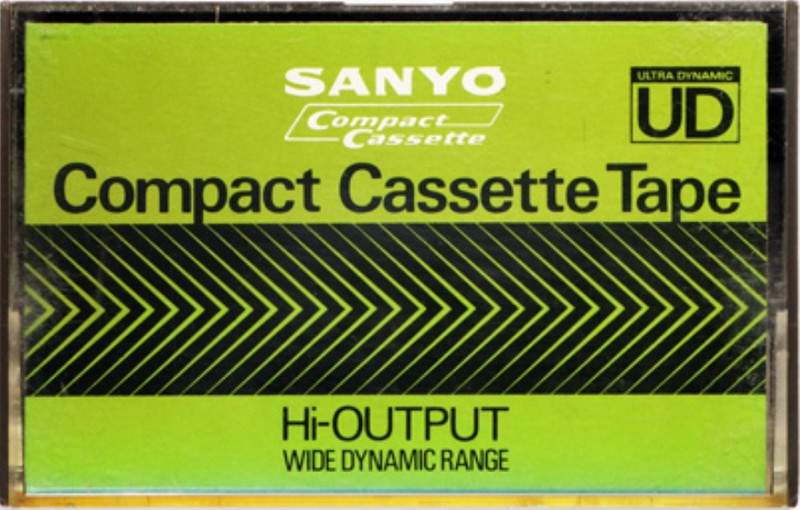 SANYO
Compact
Cassette
ULTRA DYNAMIC
UD
Compact Cassette Tape
Hi-OUTPUT
WIDE DYNAMIC RANGE